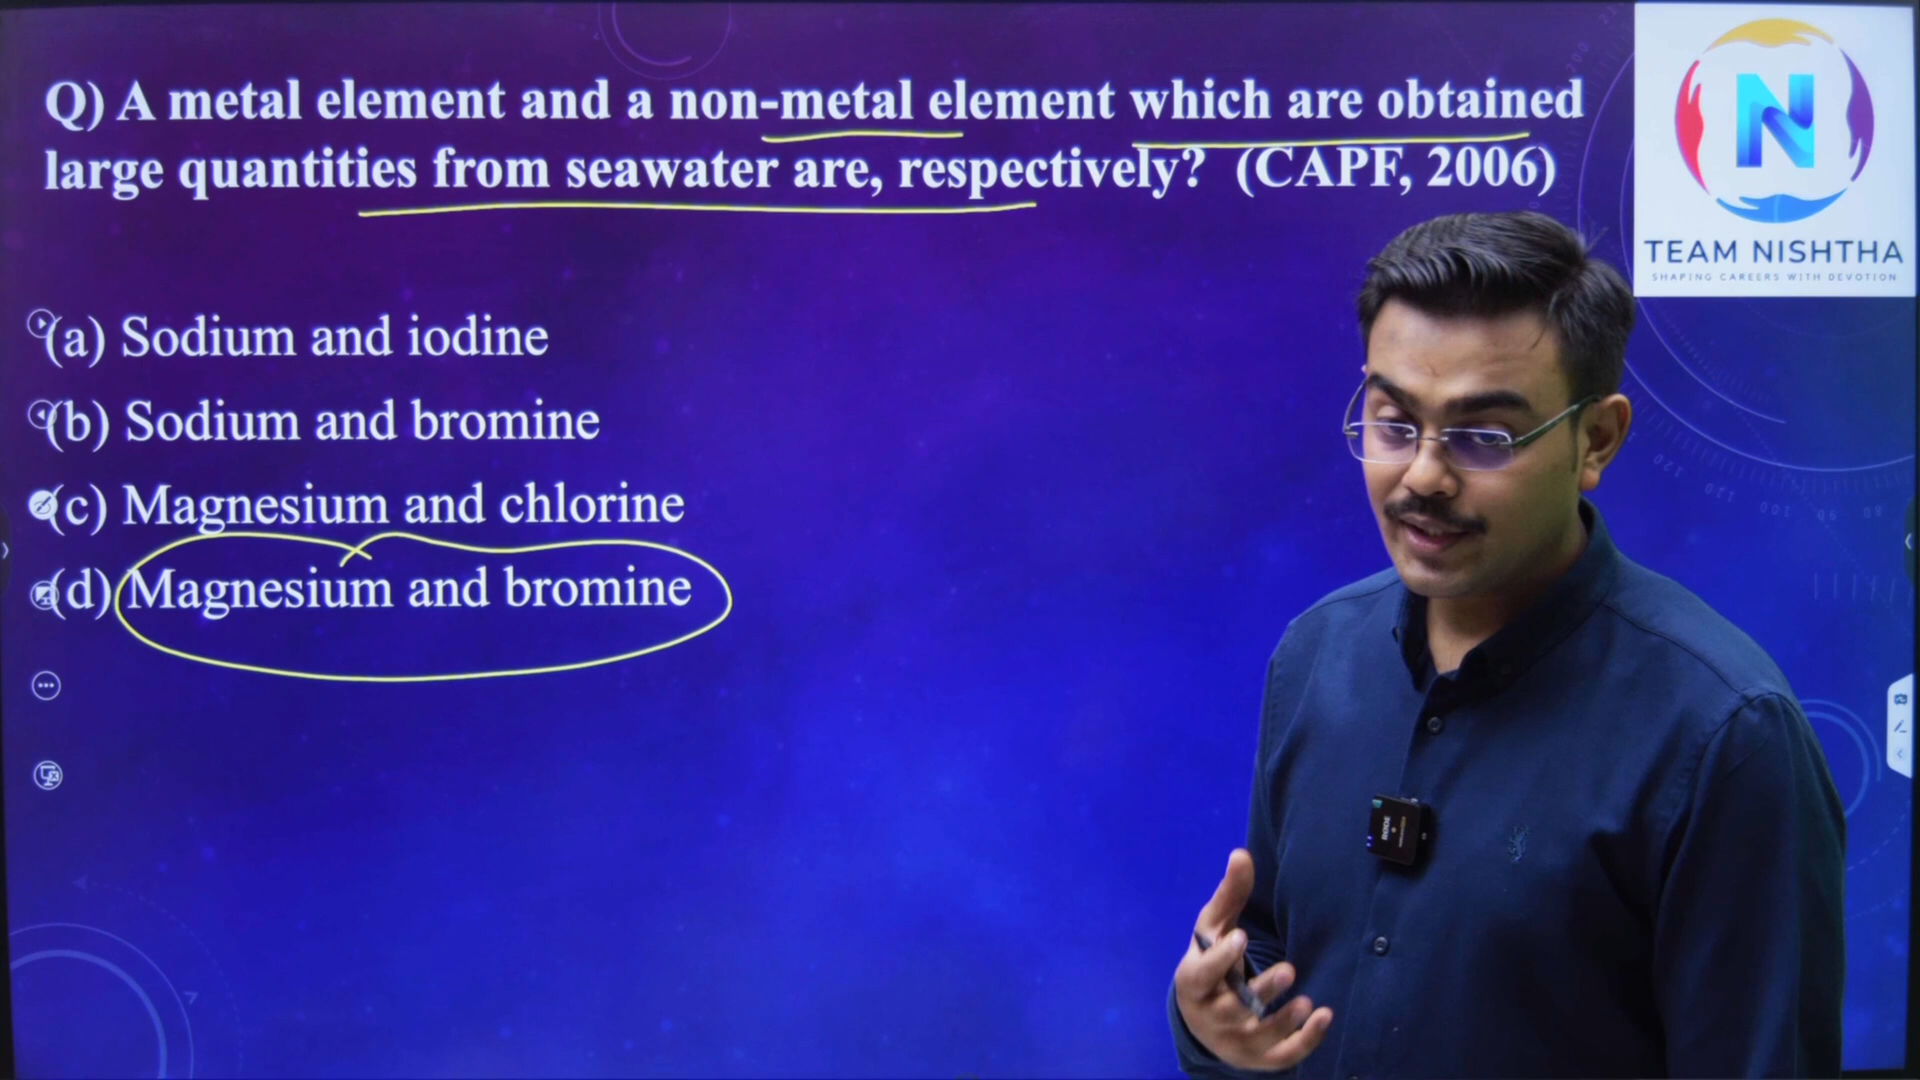 Q) A metal element and a non-metal element which are obtained
large quantities from seawater are, respectively? (CAPF, 2006)
(a) Sodium and iodine
(b) Sodium and bromine
(c) Magnesium and chlorine
(d) Magnesium and bromine
N
TEAM NISHTHA
SHAPING CAREERS WITH DEVOTION
RODE